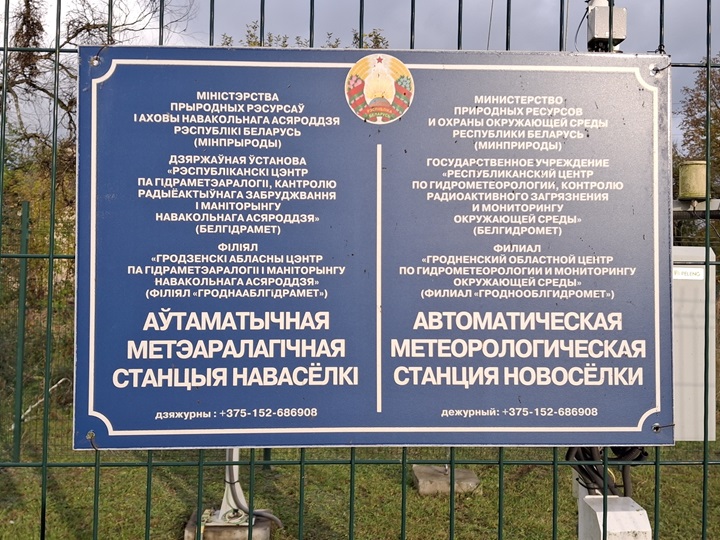 МІНІСТЭРСТВА
ПРЫРОДНЫХ РЭСУРСАЎ
І АХОВЫ НАВАКОЛЬНАГА АСЯРОДДЗЯ
РЭСПУБЛІКІ БЕЛАРУСЬ
(МІНПРЫРОДЫ)
ДЗЯРЖАЎНАЯ ЎСТАНОВА
«РЭСПУБЛІКАНСКІ ЦЭНТР
ПА ГІДРАМЕТЭАРАЛОГІІ, КАНТРОЛЮ
РАДЫЁАКТЫЎНАГА ЗАБРУДЖВАННЯ
І МАНІТОРЫНГУ
НАВАКОЛЬНАГА АСЯРОДДЗЯ»
(БЕЛГІДРАМЕТ)
ФІЛІЯЛ
«ГРОДЗЕНСКІ АБЛАСНЫ ЦЭНТР
ПА ГІДРАМЕТЭАРАЛОГІІ І МАНІТОРЫНГУ
НАВАКОЛЬНАГА АСЯРОДДЗЯ»
(ФІЛІЯЛ «ГРОДНААБЛГІДРАМЕТ»)
АЎТАМАТЫЧНАЯ
МЕТЭАРАЛАГІЧНАЯ
СТАНЦЫЯ НАВАСЁЛКІ
дзяжурны : +375-152-686908
МИНИСТЕРСТВО
ПРИРОДНЫХ РЕСУРСОВ
И ОХРАНЫ ОКРУЖАЮЩЕЙ СРЕДЫ
РЕСПУБЛИКИ БЕЛАРУСЬ
(МИНПРИРОДЫ)
ГОСУДАРСТВЕННОЕ УЧРЕЖДЕНИЕ
«РЕСПУБЛИКАНСКИЙ ЦЕНТР
ПО ГИДРОМЕТЕОРОЛОГИИ, КОНТРОЛЮ
РАДИОАКТИВНОГО ЗАГРЯЗНЕНИЯ
И МОНИТОРИНГУ
ОКРУЖАЮЩЕЙ СРЕДЫ»
(БЕЛГИДРОМЕТ)
ФИЛИАЛ
«ГРОДНЕНСКИЙ ОБЛАСТНОЙ ЦЕНТР
ПО ГИДРОМЕТЕОРОЛОГИИ И МОНИТОРИНГУ
ОКРУЖАЮЩЕЙ СРЕДЫ»
(ФИЛИАЛ «ГРОДНООБЛГИДРОМЕТ»)
АВТОМАТИЧЕСКАЯ
МЕТЕОРОЛОГИЧЕСКАЯ
СТАНЦИЯ НОВОСЁЛКИ
дежурный: +375-152-686908